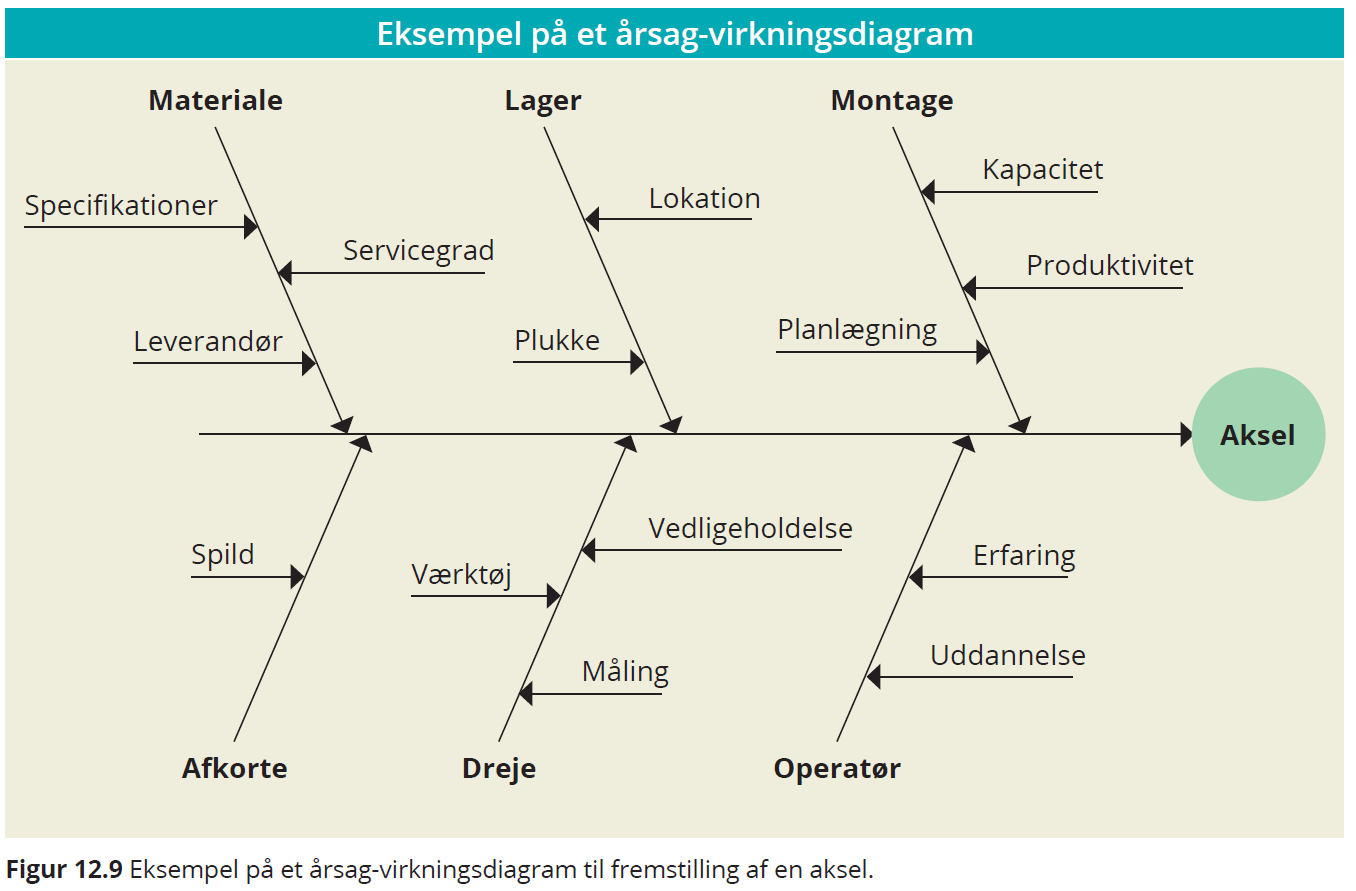 Eksempel på et årsag-virkningsdiagram
Materiale
Lager
Montage
Specifikationer
Servicegrad
Leverandør
Lokation
Plukke
Kapacitet
Produktivitet
Planlægning
Aksel
Spild
Værktøj
Vedligeholdelse
Måling
Erfaring
Uddannelse
Afkorte
Dreje
Operatør
Figur 12.9 Eksempel på et årsag-virkningsdiagram til fremstilling af en aksel.